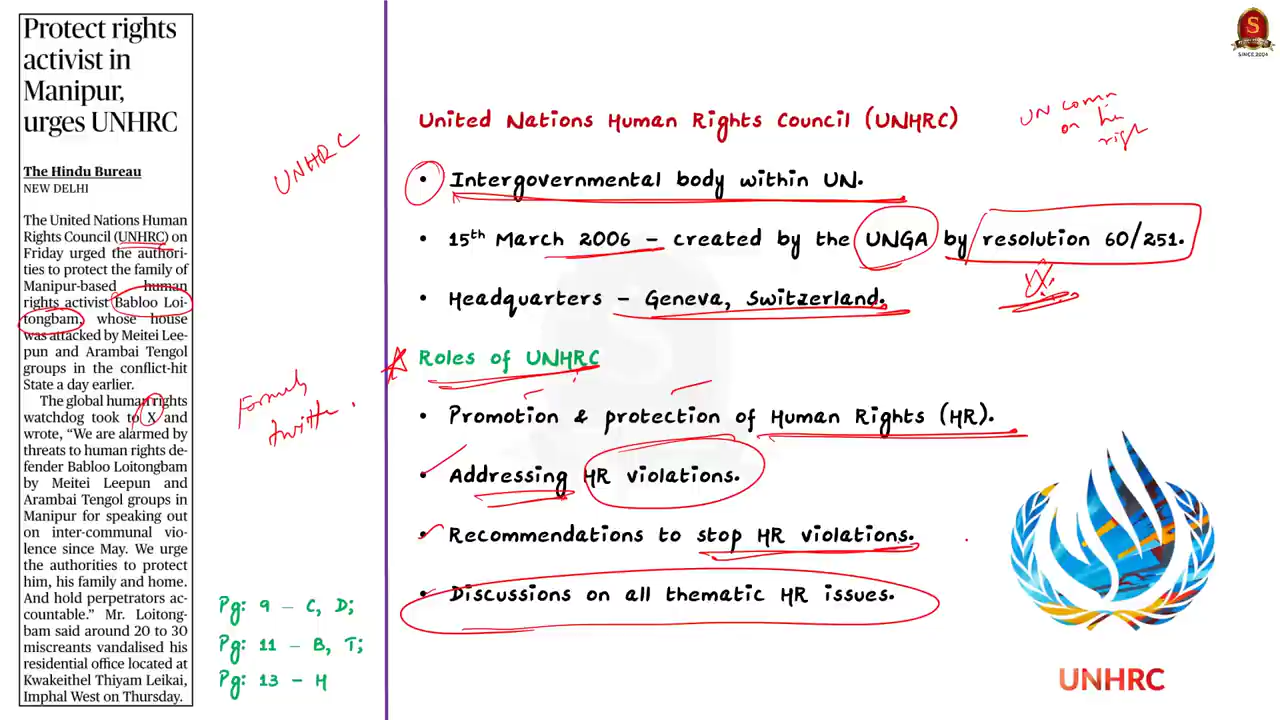 Protect rights
activist in
Manipur,
urges UNHRC
The Hindu Bureau
NEW DELHI
The United Nations Human
Rights Council (UNHRC) on
Friday urged the authori-
ties to protect the family of
Manipur-based human
rights activist Babloo Loi-
tongbam, whose house
was attacked by Meitei Lee-
pun and Arambai Tengol
groups in the conflict-hit
State a day earlier.
The global human rights
watchdog took to X and
wrote, “We are alarmed by
threats to human rights de-
fender Babloo Loitongbam
by Meitei Leepun and
Arambai Tengol groups in
Manipur for speaking out
on inter-communal vio-
lence since May. We urge
the authorities to protect
him, his family and home.
And hold perpetrators ac-
countable.” Mr. Loitong-
bam said around 20 to 30
miscreants vandalised his
residential office located at
Kwakeithel Thiyam Leikai,
Imphal West on Thursday.
UNHRC
Pg: 9 – C, D;
Pg: 11 – B, T;
Pg: 13 – H
United Nations Human Rights Council (UNHRC)
UN
on
• Intergovernmental body within UN.
• 15th March 2006 – created by the UNGA by resolution 60/251.
• Headquarters – Geneva, Switzerland.
Roles of UNHRC
• Promotion & protection of Human Rights (HR).
• Addressing HR violations.
• Recommendations to stop HR violations.
• Discussions on all thematic HR issues.
UNHRC
S
SINCE 2004